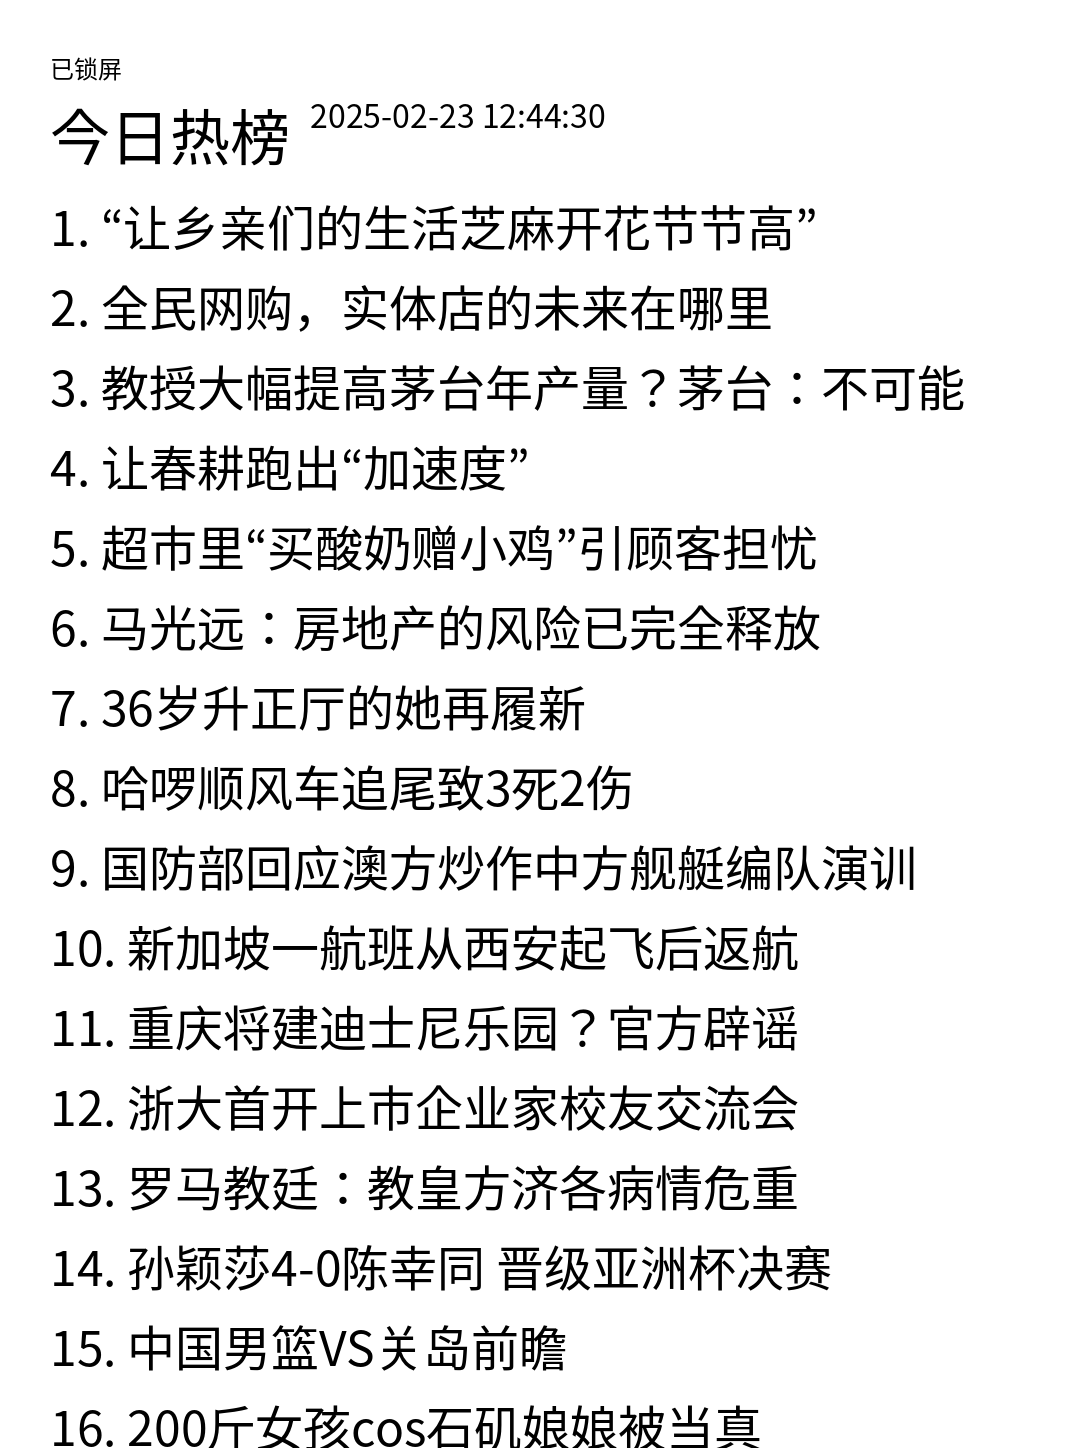 已锁屏
今日热榜 2025-02-23 12:44:30
1. “让乡亲们的生活芝麻开花节节高”
2. 全民网购，实体店的未来在哪里
3. 教授大幅提高茅台年产量？茅台：不可能
4. 让春耕跑出“加速度”
5. 超市里“买酸奶赠小鸡”引顾客担忧
6. 马光远：房地产的风险已完全释放
7. 36岁升正厅的她再履新
8. 哈啰顺风车追尾致3死2伤
9. 国防部回应澳方炒作中方舰艇编队演训
10. 新加坡一航班从西安起飞后返航
11. 重庆将建迪士尼乐园？官方辟谣
12. 浙大首开上市企业家校友交流会
13. 罗马教廷：教皇方济各病情危重
14. 孙颖莎4-0陈幸同 晋级亚洲杯决赛
15. 中国男篮VS关岛前瞻
16. 200斤女孩cos石矶娘娘被当真